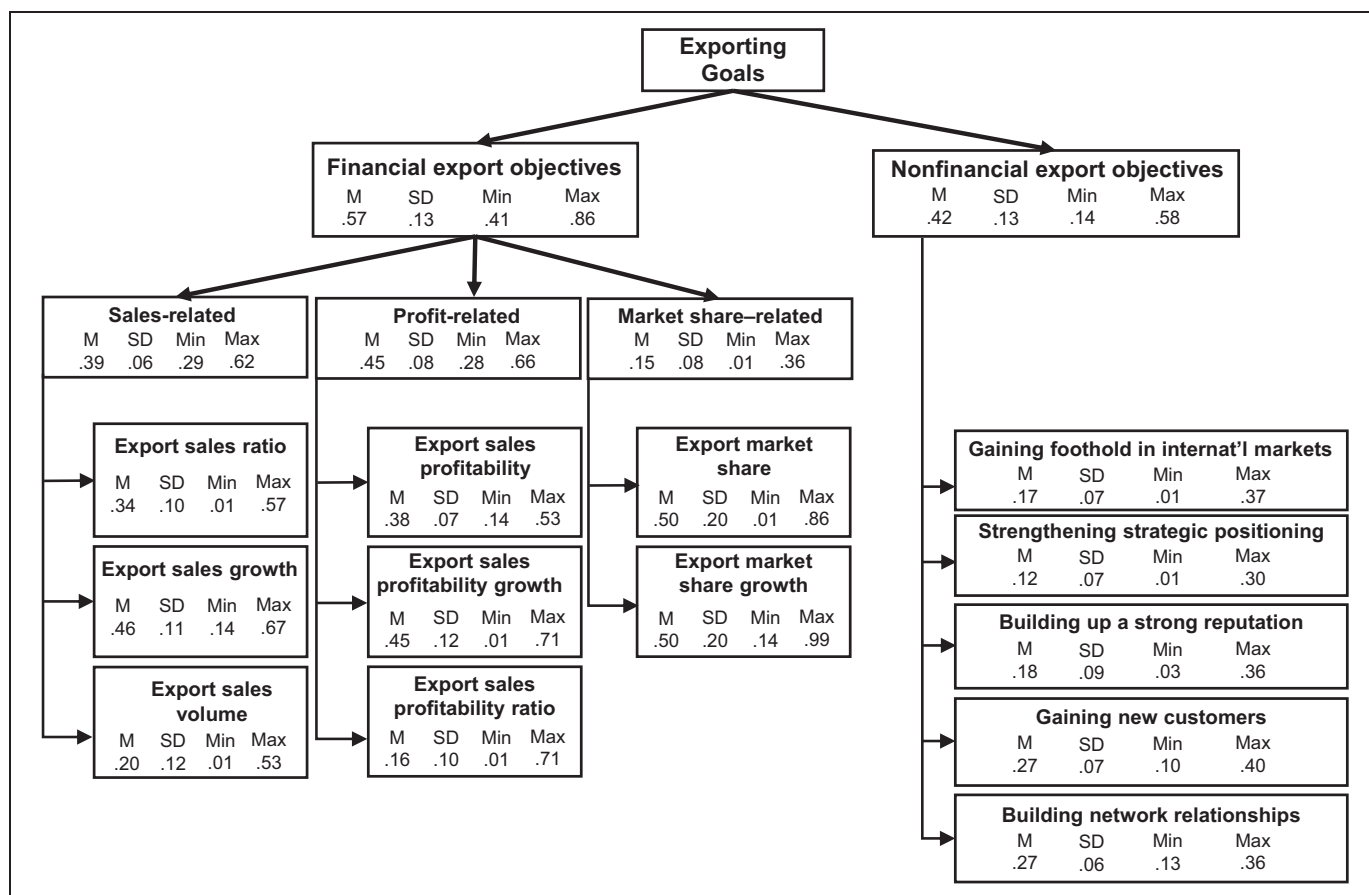 Exporting
Goals
Financial export objectives
M SD Min Max
.57 .13 .41 .86
Nonfinancial export objectives
M SD Min Max
.42 .13 .14 .58
Sales-related
M SD Min Max
.39 .06 .29 .62
Profit-related
M SD Min Max
.45 .08 .28 .66
Market share–related
M SD Min Max
.15 .08 .01 .36
Export sales ratio
M SD Min Max
.34 .10 .01 .57
Export sales growth
M SD Min Max
.46 .11 .14 .67
Export sales
volume
M SD Min Max
.20 .12 .01 .53
Export sales
profitability
M SD Min Max
.38 .07 .14 .53
Export sales
profitability growth
M SD Min Max
.45 .12 .01 .71
Export sales
profitability ratio
M SD Min Max
.16 .10 .01 .71
Export market
share
M SD Min Max
.50 .20 .01 .86
Export market
share growth
M SD Min Max
.50 .20 .14 .99
Gaining foothold in internat'l markets
M SD Min Max
.17 .07 .01 .37
Strengthening strategic positioning
M SD Min Max
.12 .07 .01 .30
Building up a strong reputation
M SD Min Max
.18 .09 .03 .36
Gaining new customers
M SD Min Max
.27 .07 .10 .40
Building network relationships
M SD Min Max
.27 .06 .13 .36